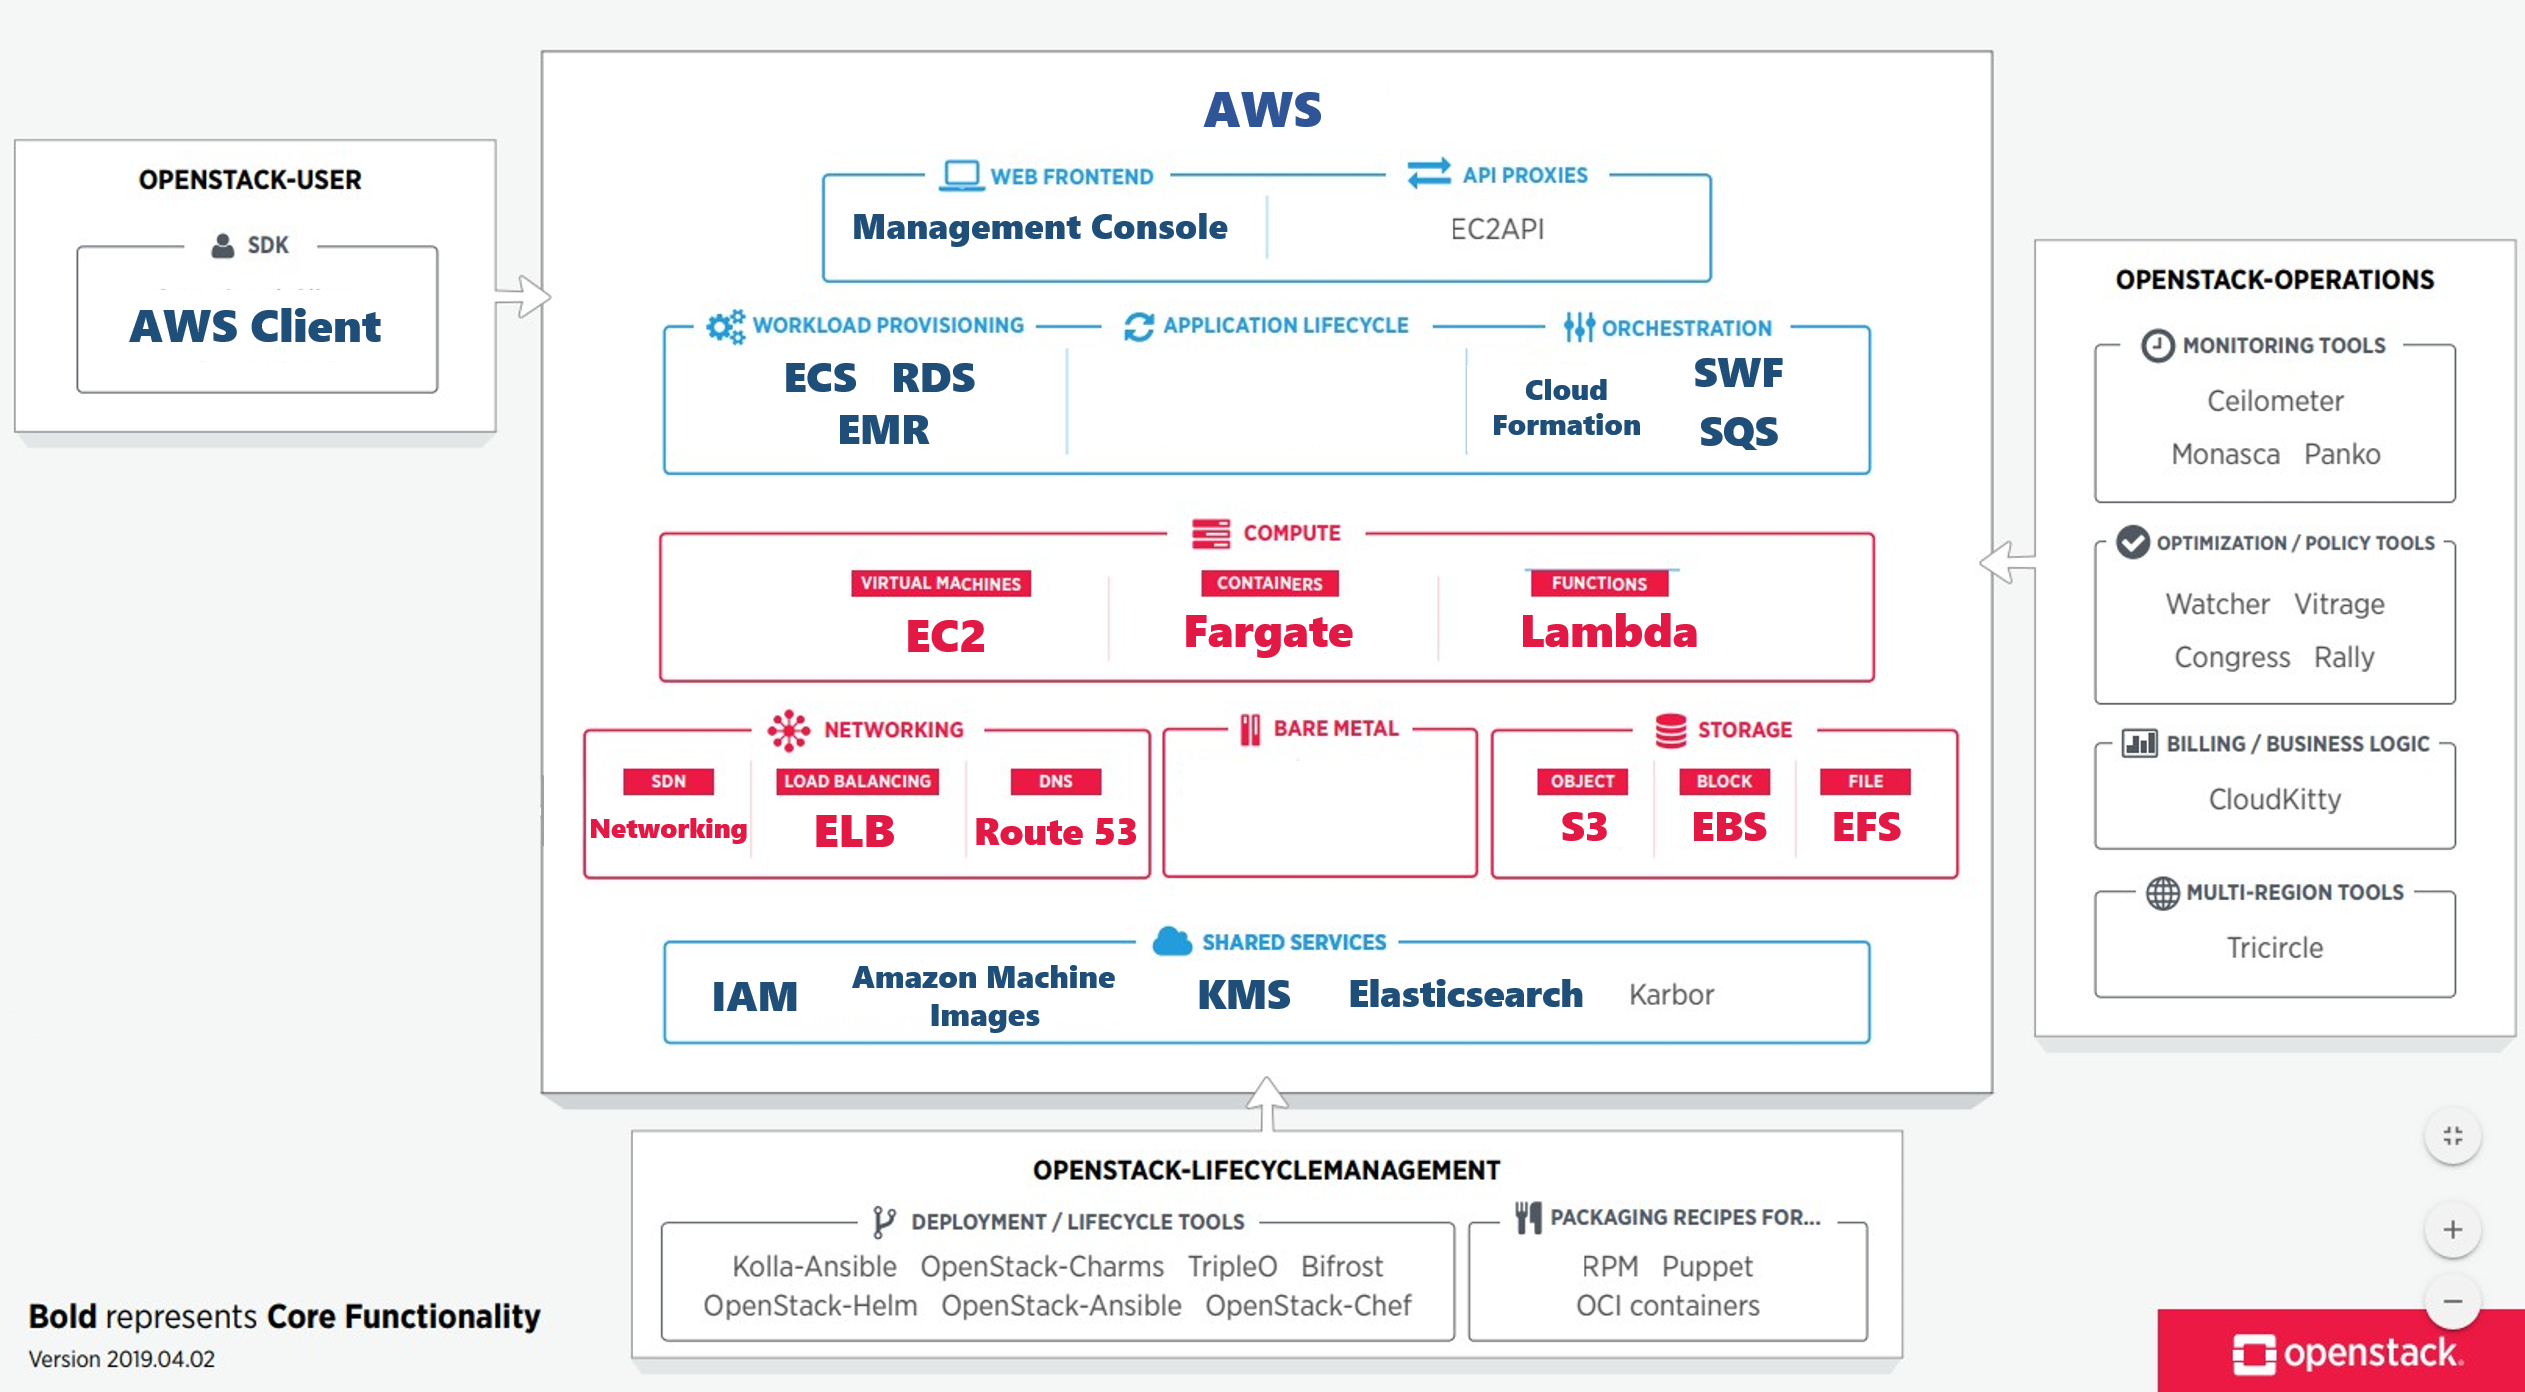 AWS
OPENSTACK-USER
SDK
AWS Client
WEB FRONTEND
Management Console
API PROXIES
EC2API
WORKLOAD PROVISIONING
ECS RDS
EMR
APPLICATION LIFECYCLE
ORCHESTRATION
Cloud
Formation
SWF
SQS
COMPUTE
VIRTUAL MACHINES
EC2
CONTAINERS
Fargate
FUNCTIONS
Lambda
NETWORKING
SDN
Networking
LOAD BALANCING
ELB
DNS
Route 53
BARE METAL
STORAGE
OBJECT
S3
BLOCK
EBS
FILE
EFS
SHARED SERVICES
IAM
Amazon Machine
Images
KMS
Elasticsearch
Karbor
OPENSTACK-OPERATIONS
MONITORING TOOLS
Ceilometer
Monasca Panko
OPTIMIZATION / POLICY TOOLS
Watcher Vitrage
Congress Rally
BILLING / BUSINESS LOGIC
CloudKitty
MULTI-REGION TOOLS
Tricircle
OPENSTACK-LIFECYCLEMANAGEMENT
DEPLOYMENT / LIFECYCLE TOOLS
Kolla-Ansible OpenStack-Charms TripleO Bifrost
OpenStack-Helm OpenStack-Ansible OpenStack-Chef
PACKAGING RECIPES FOR...
RPM Puppet
OCI containers
Bold represents Core Functionality
Version 2019.04.02
openstack.